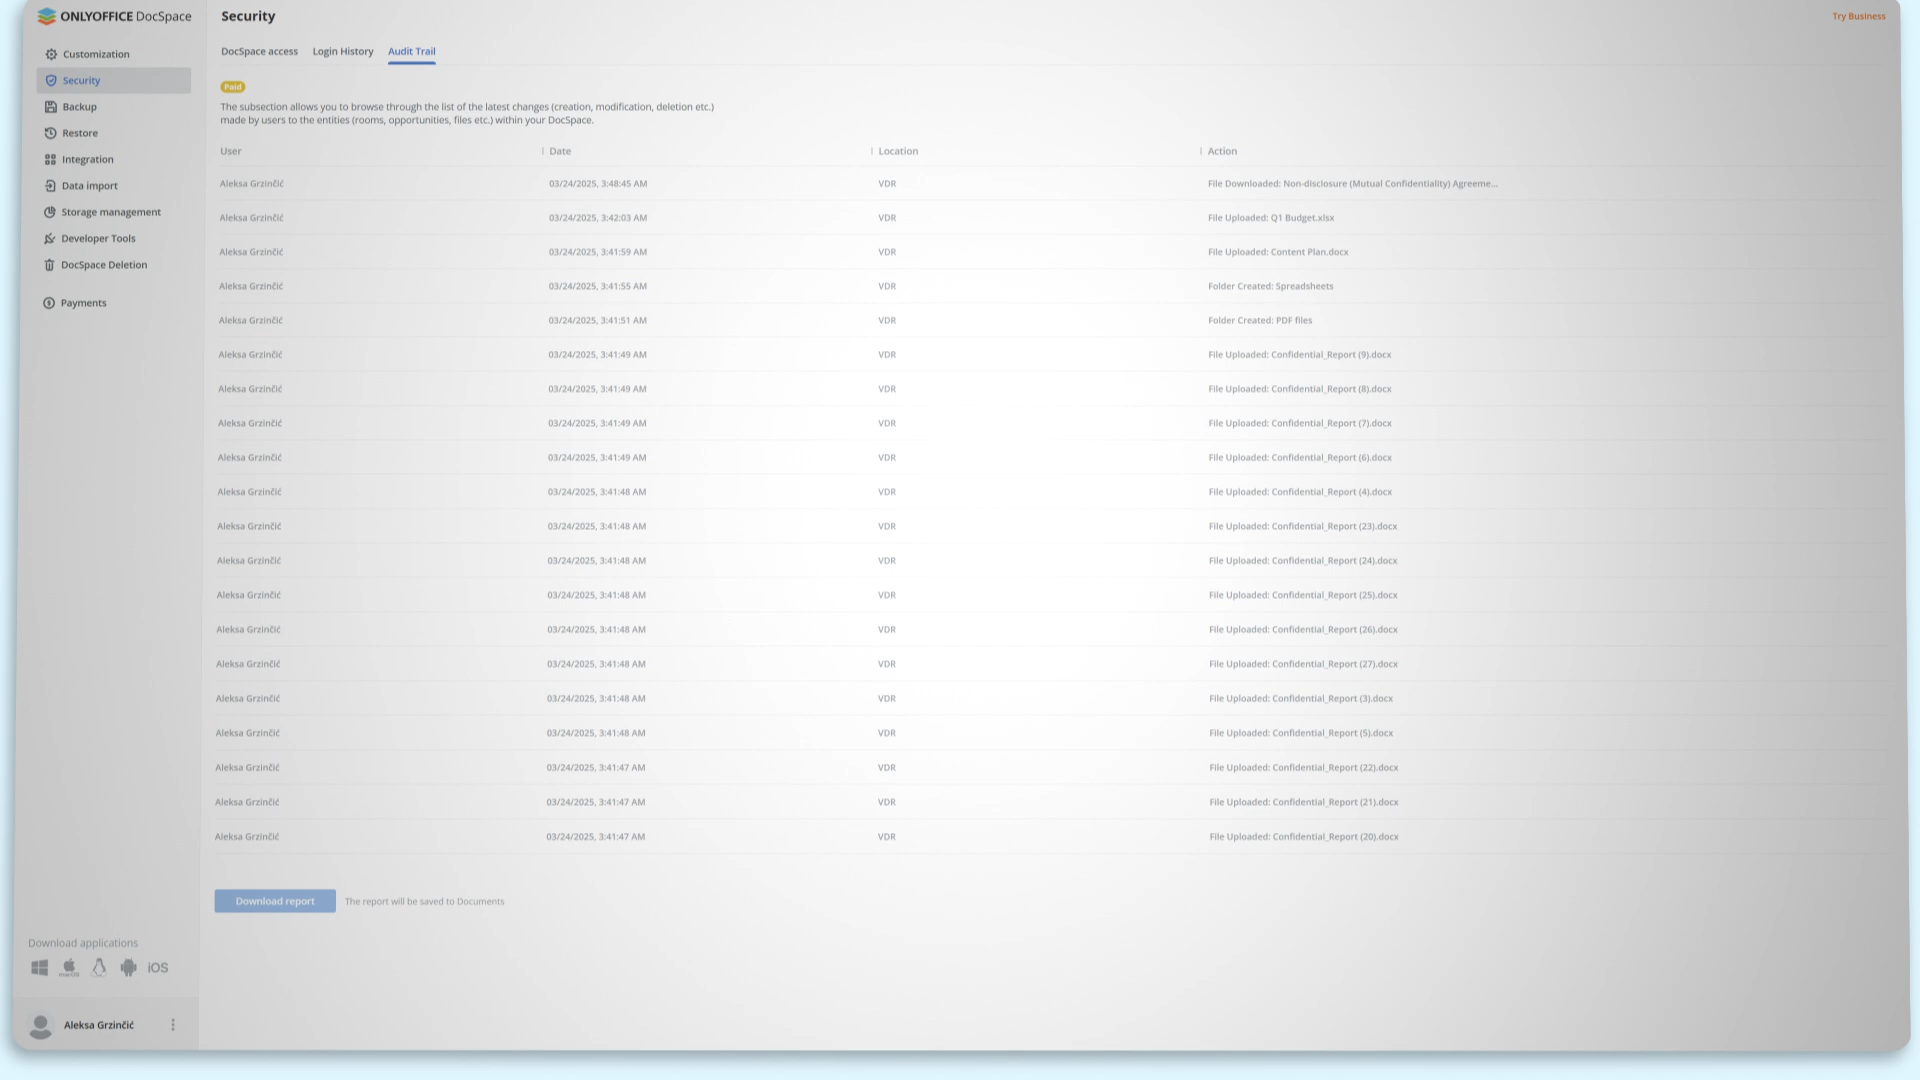 ONLYOFFICE DocSpace
Customization
Security
Backup
Restore
Integration
Data import
Storage management
Developer Tools
DocSpace Deletion
Payments
Download applications
macOS
iOS
Aleksa Grzinčić
Security
Try Business
DocSpace access Login History Audit Trail
Paid
The subsection allows you to browse through the list of the latest changes (creation, modification, deletion etc.)
made by users to the entities (rooms, opportunities, files etc.) within your DocSpace.
User Date Location Action
Aleksa Grzinčić 03/24/2025, 3:48:45 AM VDR File Downloaded: Non-disclosure (Mutual Confidentiality) Agreeme...
Aleksa Grzinčić 03/24/2025, 3:42:03 AM VDR File Uploaded: Q1 Budget.xlsx
Aleksa Grzinčić 03/24/2025, 3:41:59 AM VDR File Uploaded: Content Plan.docx
Aleksa Grzinčić 03/24/2025, 3:41:55 AM VDR Folder Created: Spreadsheets
Aleksa Grzinčić 03/24/2025, 3:41:51 AM VDR Folder Created: PDF files
Aleksa Grzinčić 03/24/2025, 3:41:49 AM VDR File Uploaded: Confidential_Report (9).docx
Aleksa Grzinčić 03/24/2025, 3:41:49 AM VDR File Uploaded: Confidential_Report (8).docx
Aleksa Grzinčić 03/24/2025, 3:41:49 AM VDR File Uploaded: Confidential_Report (7).docx
Aleksa Grzinčić 03/24/2025, 3:41:49 AM VDR File Uploaded: Confidential_Report (6).docx
Aleksa Grzinčić 03/24/2025, 3:41:48 AM VDR File Uploaded: Confidential_Report (4).docx
Aleksa Grzinčić 03/24/2025, 3:41:48 AM VDR File Uploaded: Confidential_Report (23).docx
Aleksa Grzinčić 03/24/2025, 3:41:48 AM VDR File Uploaded: Confidential_Report (24).docx
Aleksa Grzinčić 03/24/2025, 3:41:48 AM VDR File Uploaded: Confidential_Report (25).docx
Aleksa Grzinčić 03/24/2025, 3:41:48 AM VDR File Uploaded: Confidential_Report (26).docx
Aleksa Grzinčić 03/24/2025, 3:41:48 AM VDR File Uploaded: Confidential_Report (27).docx
Aleksa Grzinčić 03/24/2025, 3:41:48 AM VDR File Uploaded: Confidential_Report (3).docx
Aleksa Grzinčić 03/24/2025, 3:41:48 AM VDR File Uploaded: Confidential_Report (5).docx
Aleksa Grzinčić 03/24/2025, 3:41:47 AM VDR File Uploaded: Confidential_Report (22).docx
Aleksa Grzinčić 03/24/2025, 3:41:47 AM VDR File Uploaded: Confidential_Report (21).docx
Aleksa Grzinčić 03/24/2025, 3:41:47 AM VDR File Uploaded: Confidential_Report (20).docx
Download report The report will be saved to Documents